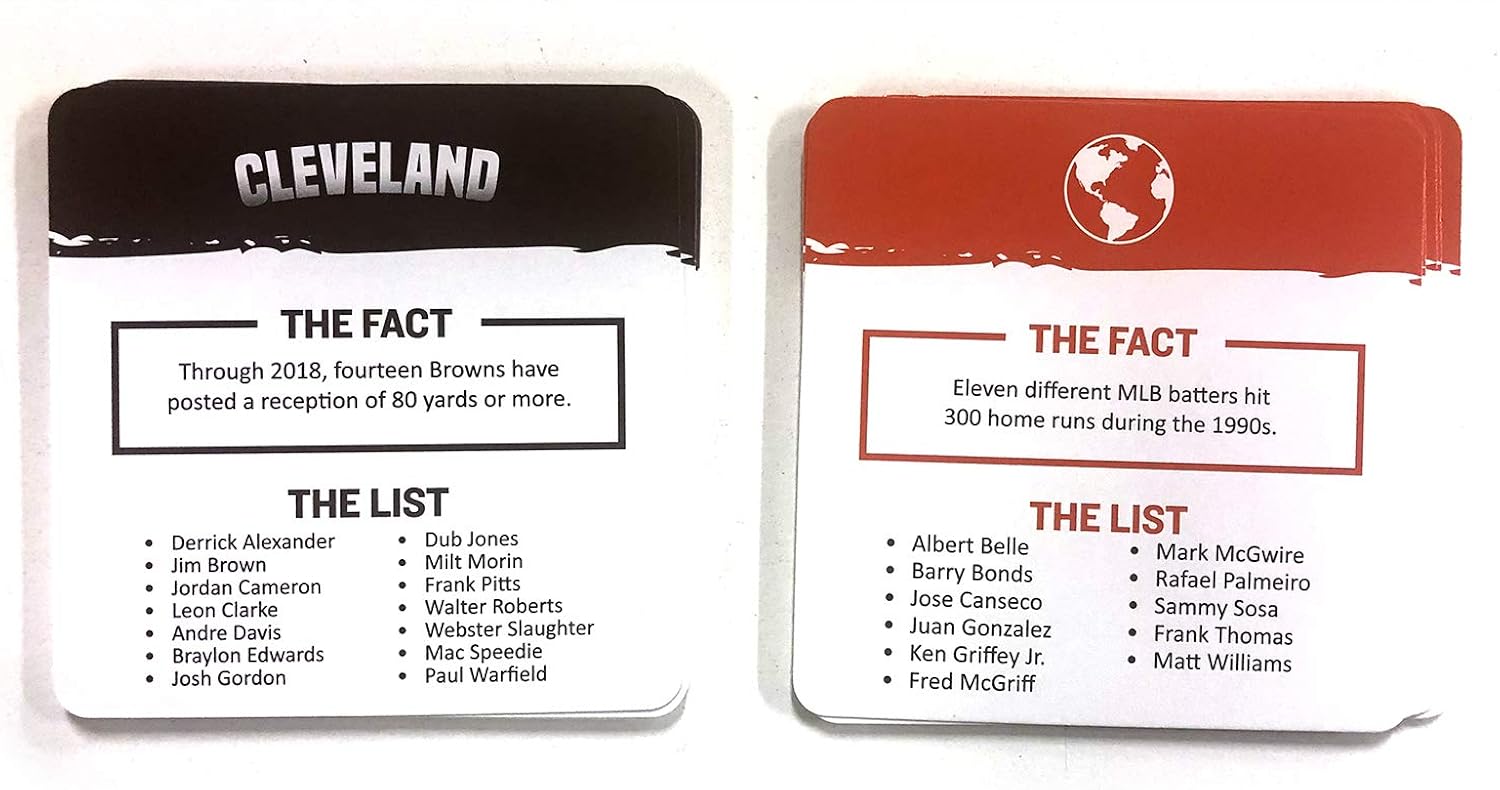 CLEVELAND
THE FACT
Through 2018, fourteen Browns have
posted a reception of 80 yards or more.
THE LIST
• Derrick Alexander
• Jim Brown
• Jordan Cameron
• Leon Clarke
• Andre Davis
• Braylon Edwards
• Josh Gordon
• Dub Jones
• Milt Morin
• Frank Pitts
• Walter Roberts
• Webster Slaughter
• Mac Speedie
• Paul Warfield
THE FACT
Eleven different MLB batters hit
300 home runs during the 1990s.
THE LIST
• Albert Belle
• Barry Bonds
• Jose Canseco
• Juan Gonzalez
• Ken Griffey Jr.
• Fred McGriff
• Mark McGwire
• Rafael Palmeiro
• Sammy Sosa
• Frank Thomas
• Matt Williams